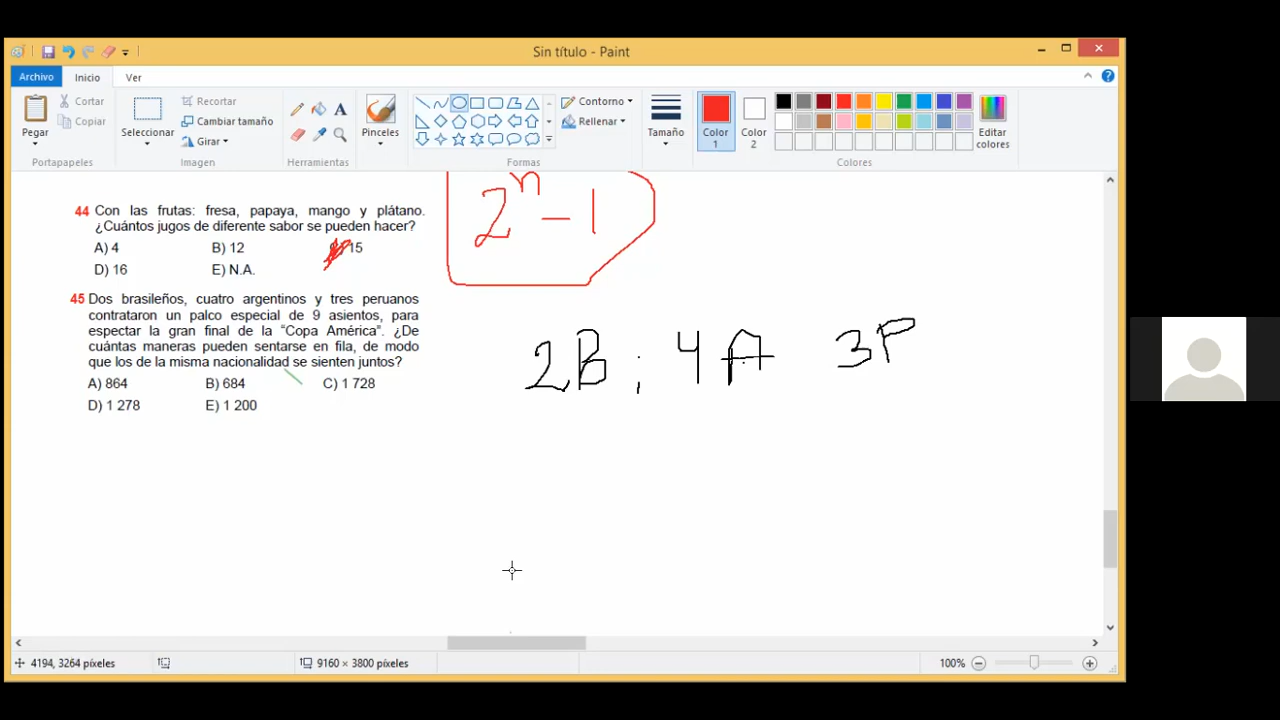 Sin título - Paint
Archivo Inicio Ver
Pegar
Cortar
Copiar
Portapapeles
Seleccionar
Recortar
Cambiar tamaño
Girar
Imagen
A
Herramientas
Pinceles
Contorno
Rellenar
Formas
Tamaño
Color 1
Color 2
Editar colores
Colores
2^n - 1
44 Con las frutas: fresa, papaya, mango y plátano.
¿Cuántos jugos de diferente sabor se pueden hacer?
A) 4 B) 12 15
D) 16 E) N.A.
45 Dos brasileños, cuatro argentinos y tres peruanos
contrataron un palco especial de 9 asientos, para
espectar la gran final de la “Copa América”. ¿De
cuántas maneras pueden sentarse en fila, de modo
que los de la misma nacionalidad se sienten juntos?
A) 864 B) 684 C) 1 728
D) 1 278 E) 1 200
2B ; 4 A 3P
4194, 3264 píxeles 9160 × 3800 píxeles 100%